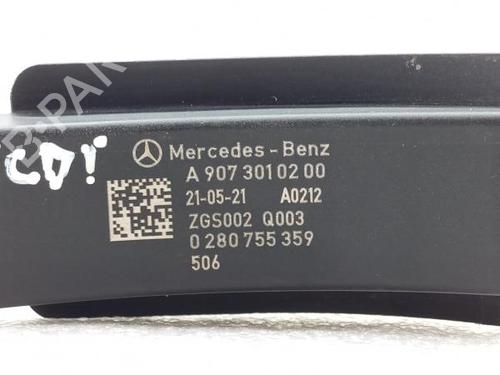 Mercedes-Benz
A 907 301 02 00
21-05-21 A0212
ZGS002 Q003
0 280 755 359
506
CDI